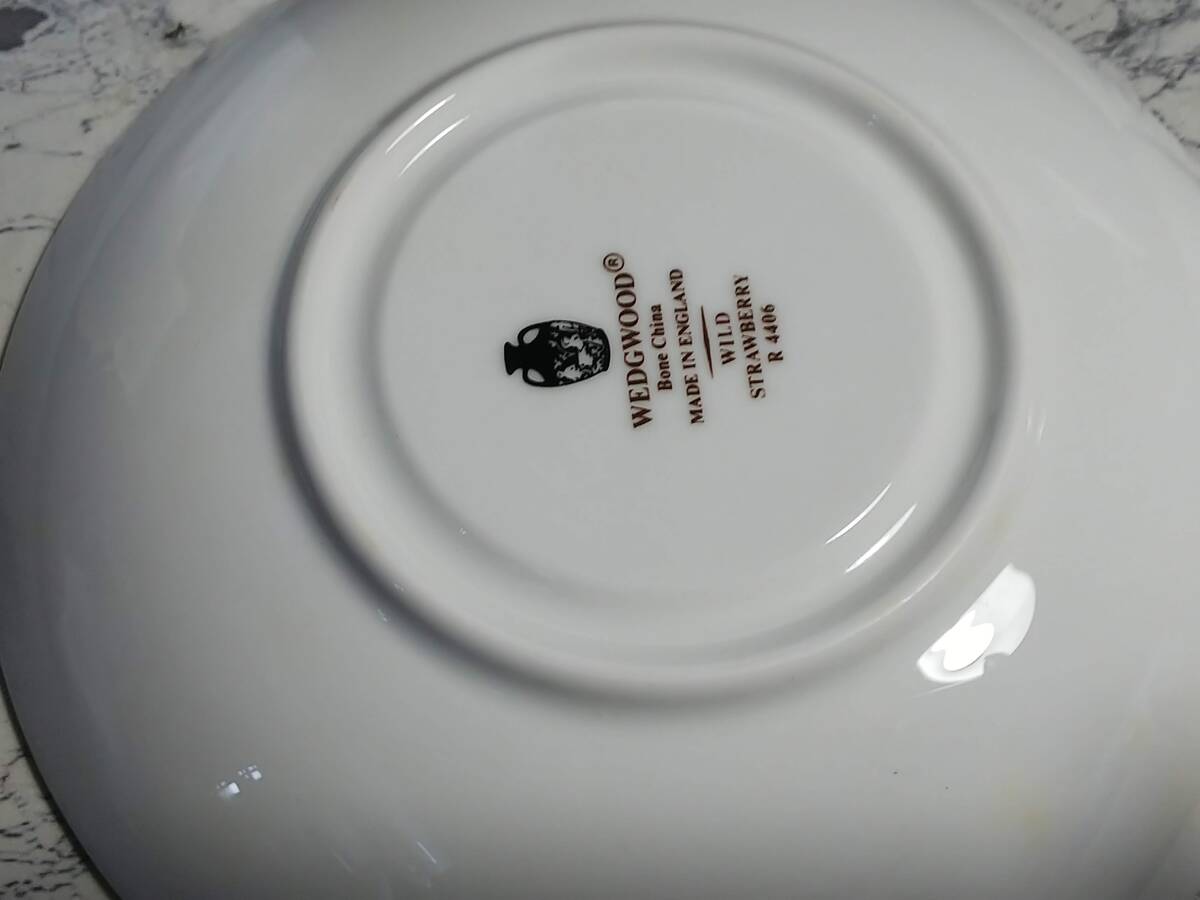 WEDGWOOD®
Bone China
MADE IN ENGLAND
WILD
STRAWBERRY
R 4406